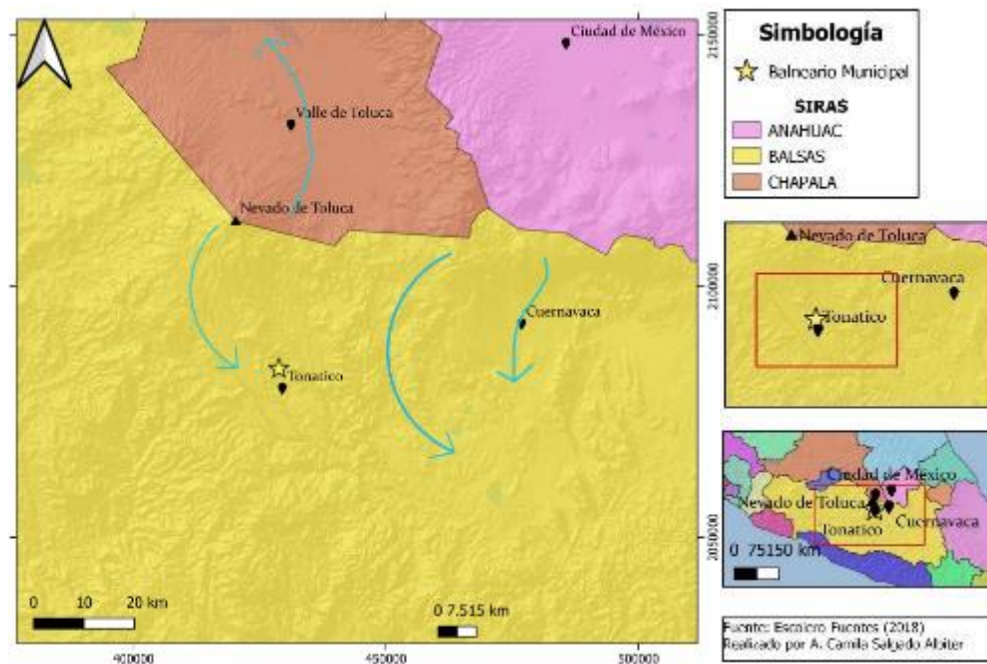 Ciudad de México
Valle de Toluca
Nevado de Toluca
Cuernavaca
Tonatico
0 10 20 km
0 7.515 km
400000
450000
500000
2150000
2100000
2050000
Simbología
Balneario Municipal
SIRAS
ANAHUAC
BALSAS
CHAPALA
Nevado de Toluca
Cuernavaca
Tonatico
Ciudad de México
Nevado de Toluca
Tonatico
Cuernavaca
0 75150 km
Fuente: Escolero Fuentes (2018)
Realizado por A. Camila Salgado Albiter